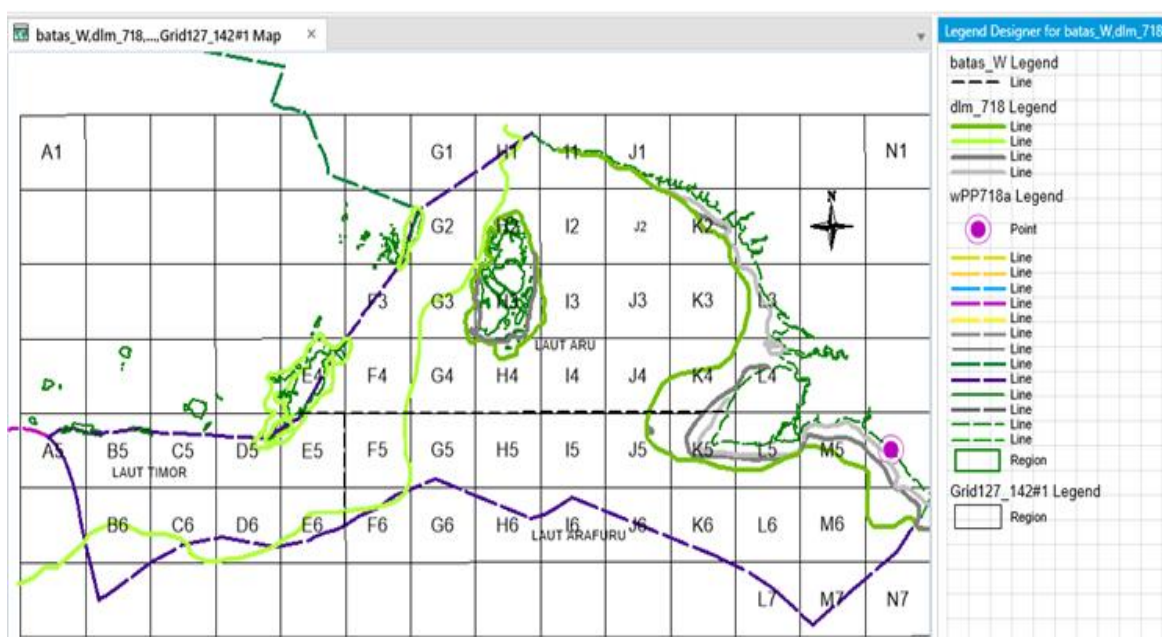 batas_W,dlm_718,...,Grid127_142#1 Map ×
A1 G1 H1 I1 J1 N1
N
G2 H2 I2 J2 K2
F3 G3 H3 I3 J3 K3 L3
LAUT ARU
E4 F4 G4 H4 I4 J4 K4 L4
A5 B5 C5 D5 E5 F5 G5 H5 I5 J5 K5 L5 M5
LAUT TIMOR
B6 C6 D6 E6 F6 G6 H6 I6 J6 K6 L6 M6
LAUT ARAFURU
L7 M7 N7
Legend Designer for batas_W,dlm_718
batas_W Legend
Line
dlm_718 Legend
Line
Line
Line
Line
wPP718a Legend
Point
Line
Line
Line
Line
Line
Line
Line
Line
Line
Line
Line
Line
Line
Region
Grid127_142#1 Legend
Region